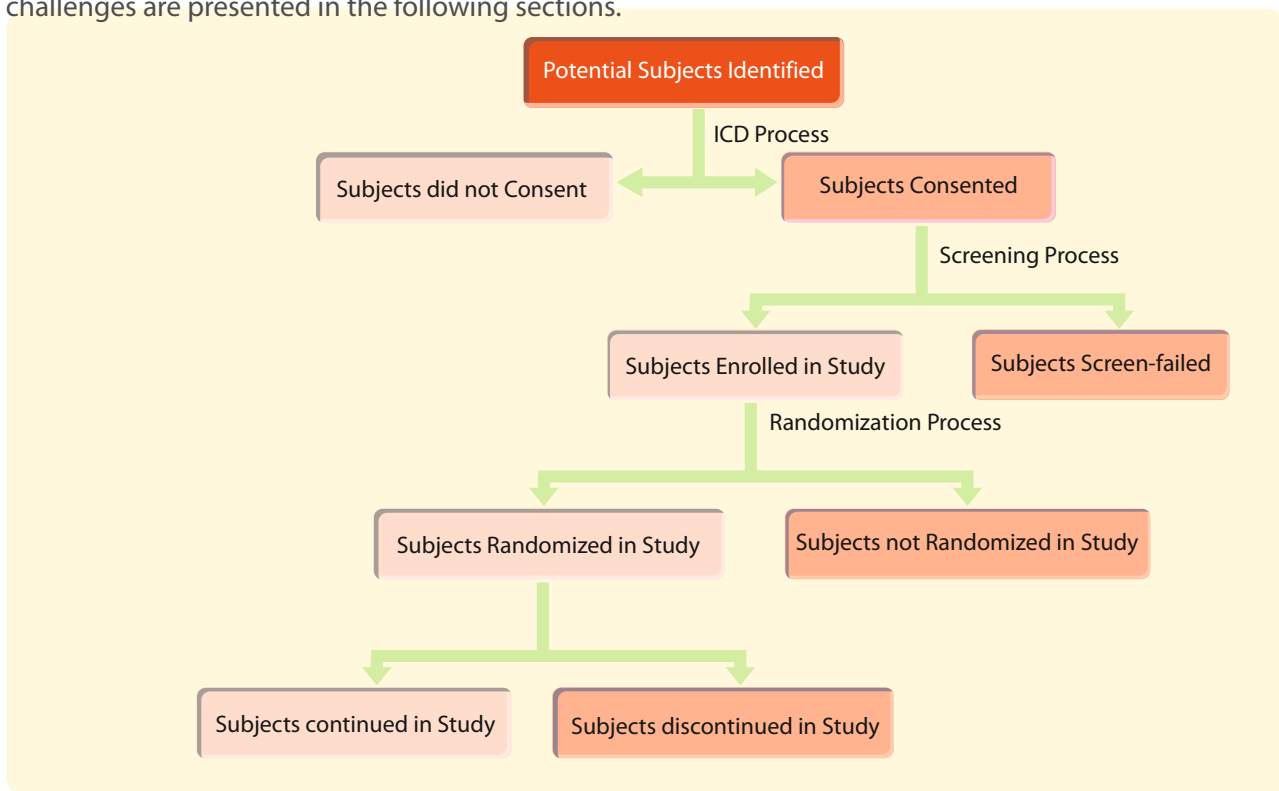 challenges are presented in the following sections.
Potential Subjects Identified
ICD Process
Subjects did not Consent
Subjects Consented
Screening Process
Subjects Enrolled in Study
Subjects Screen-failed
Randomization Process
Subjects Randomized in Study
Subjects not Randomized in Study
Subjects continued in Study
Subjects discontinued in Study